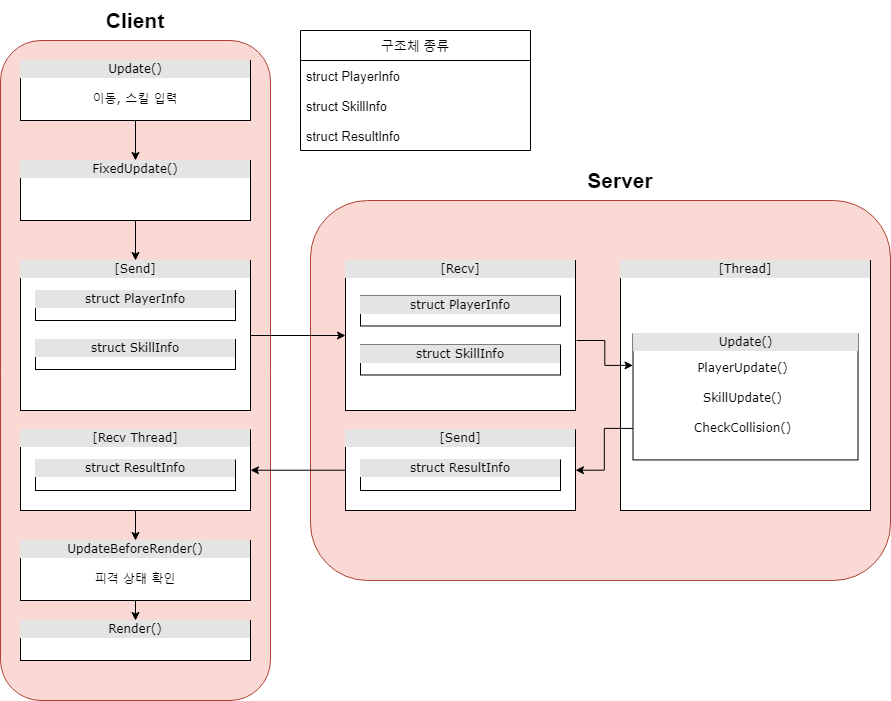 Client
Update()
이동, 스킬 입력
FixedUpdate()
[Send]
struct PlayerInfo
struct SkillInfo
[Recv Thread]
struct ResultInfo
UpdateBeforeRender()
피격 상태 확인
Render()
구조체 종류
struct PlayerInfo
struct SkillInfo
struct ResultInfo
Server
[Recv]
struct PlayerInfo
struct SkillInfo
[Send]
struct ResultInfo
[Thread]
Update()
PlayerUpdate()
SkillUpdate()
CheckCollision()